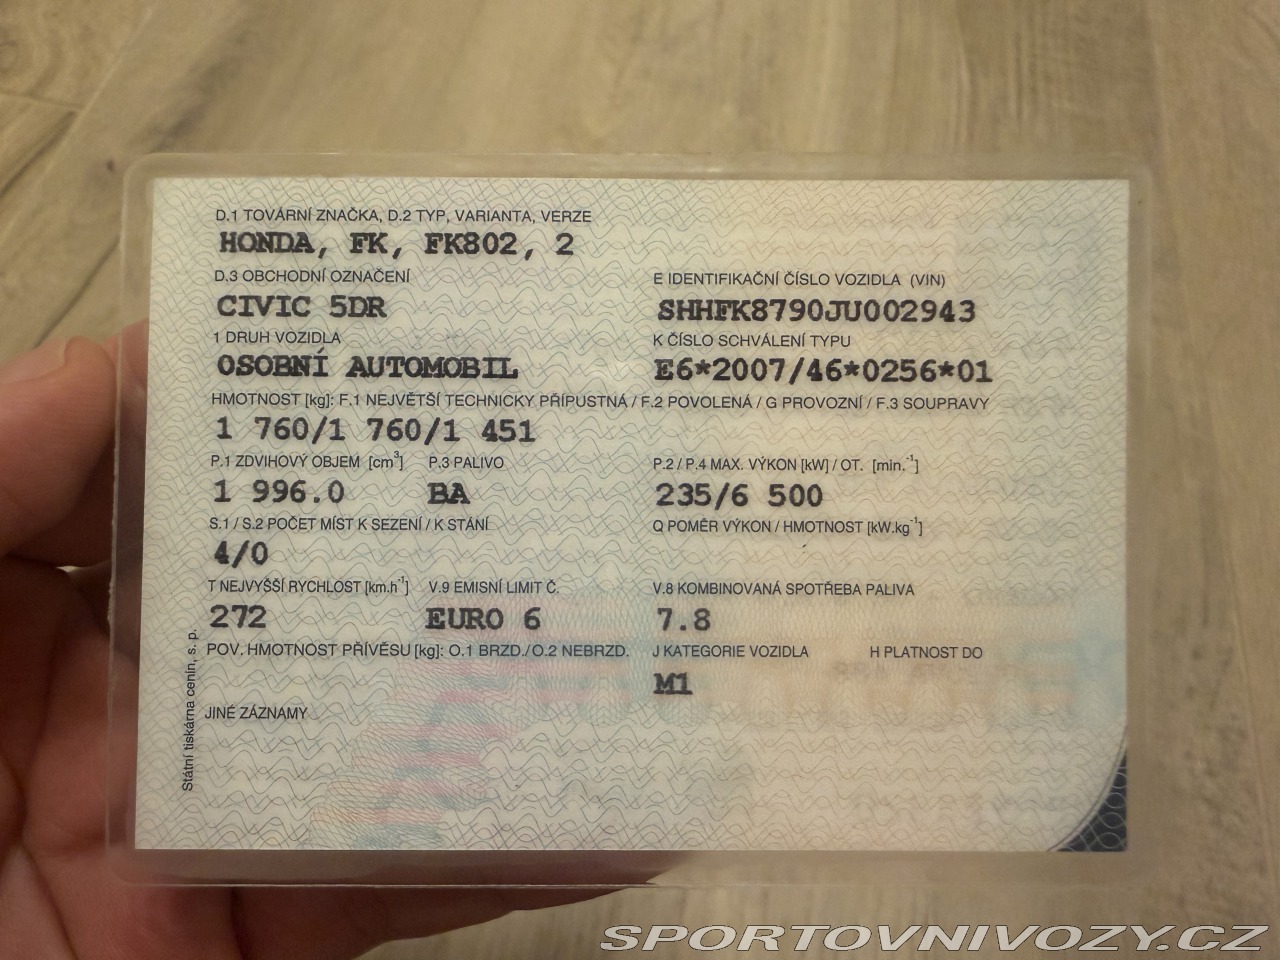 D.1 TOVÁRNÍ ZNAČKA, D.2 TYP, VARIANTA, VERZE
HONDA, FK, FK802, 2
D.3 OBCHODNÍ OZNAČENÍ E IDENTIFIKAČNÍ ČÍSLO VOZIDLA (VIN)
CIVIC 5DR SHHFK8790JU002943
1 DRUH VOZIDLA K ČÍSLO SCHVÁLENÍ TYPU
OSOBNÍ AUTOMOBIL E6*2007/46*0256*01
HMOTNOST [kg]: F.1 NEJVĚTŠÍ TECHNICKY PŘÍPUSTNÁ / F.2 POVOLENÁ / G PROVOZNÍ / F.3 SOUPRAVY
1 760/1 760/1 451
P.1 ZDVIHOVÝ OBJEM [cm³] P.3 PALIVO P.2 / P.4 MAX. VÝKON [kW] / OT. [min.⁻¹]
1 996.0 BA 235/6 500
S.1 / S.2 POČET MÍST K SEZENÍ / K STÁNÍ Q POMĚR VÝKON / HMOTNOST [kW.kg⁻¹]
4/0
T NEJVYŠŠÍ RYCHLOST [km.h⁻¹] V.9 EMISNÍ LIMIT Č. V.8 KOMBINOVANÁ SPOTŘEBA PALIVA
272 EURO 6 7.8
POV. HMOTNOST PŘÍVĚSU [kg]: O.1 BRZD./O.2 NEBRZD. J KATEGORIE VOZIDLA H PLATNOST DO
M1
JINÉ ZÁZNAMY
Státní tiskárna cenin, s. p.
SPORTOVNIVOZY.CZ